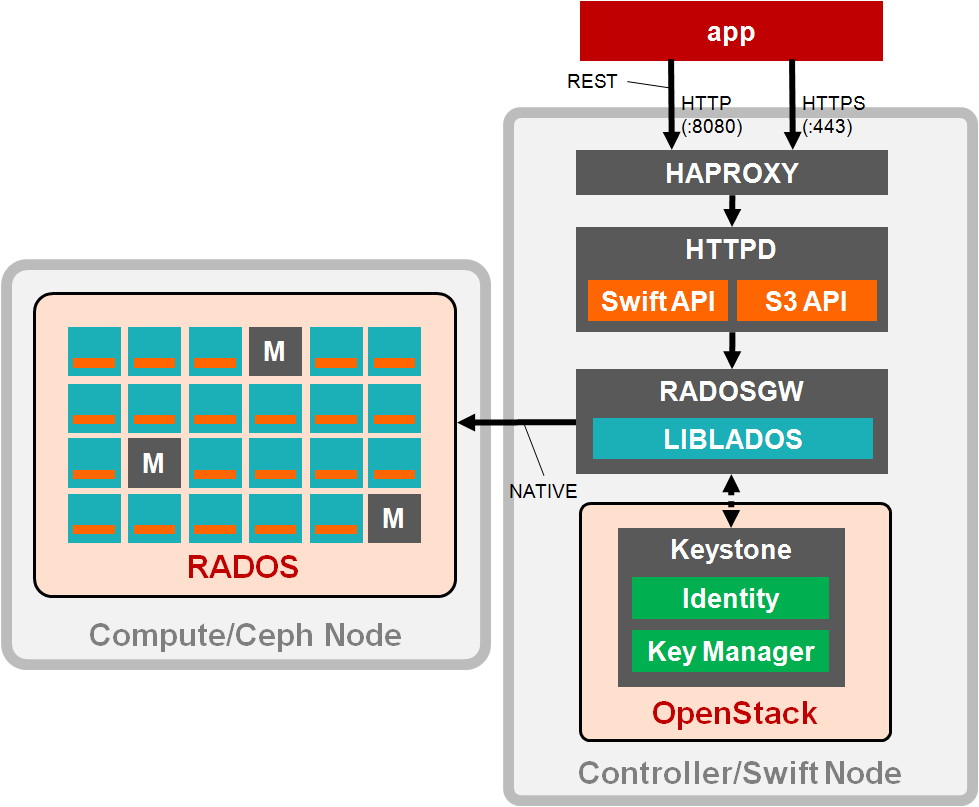 app
REST
HTTP
(:8080)
HTTPS
(:443)
HAPROXY
HTTPD
Swift API
S3 API
RADOSGW
LIBLADOS
NATIVE
M
M
M
RADOS
Compute/Ceph Node
Keystone
Identity
Key Manager
OpenStack
Controller/Swift Node